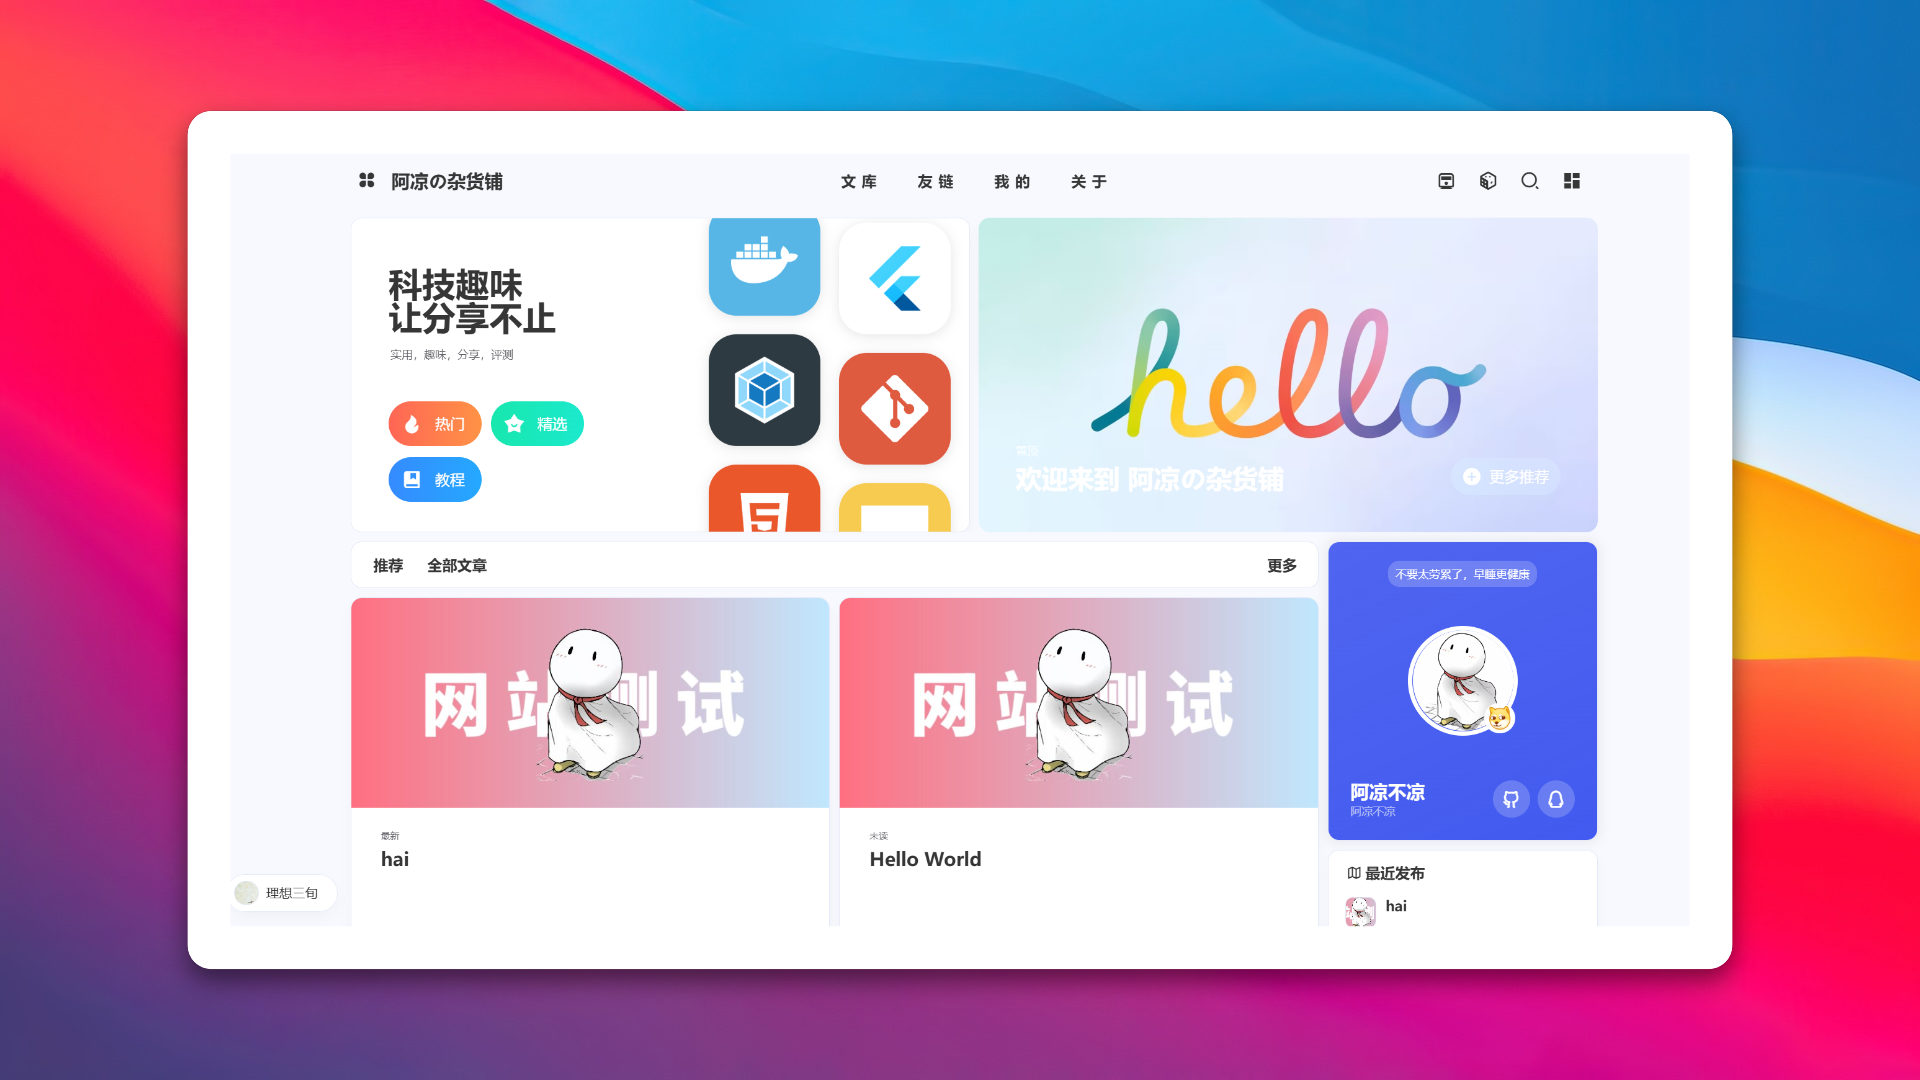 阿凉の杂货铺
文库
友链
我的
关于
科技趣味
让分享不止
实用，趣味，分享，评测
热门
精选
教程
hello
欢迎来到 阿凉の杂货铺
更多推荐
推荐
全部文章
更多
网站测试
最新
hai
网站测试
未读
Hello World
不要太劳累了，早睡更健康
阿凉不凉
阿凉不凉
最近发布
hai
理想三旬